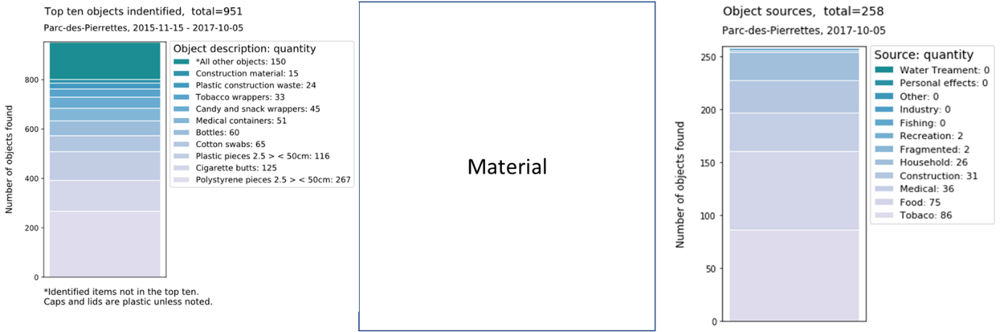 Top ten objects indentified,  total=951
Parc-des-Pierrettes, 2015-11-15 - 2017-10-05
Number of objects found
800
600
400
200
0
Object description: quantity
*All other objects: 150
Construction material: 15
Plastic construction waste: 24
Tobacco wrappers: 33
Candy and snack wrappers: 45
Medical containers: 51
Bottles: 60
Cotton swabs: 65
Plastic pieces 2.5 > < 50cm: 116
Cigarette butts: 125
Polystyrene pieces 2.5 > < 50cm: 267
*Identified items not in the top ten.
Caps and lids are plastic unless noted.
Material
Object sources,  total=258
Parc-des-Pierrettes, 2017-10-05
Number of objects found
250
200
150
100
50
0
Source: quantity
Water Treament: 0
Personal effects: 0
Other: 0
Industry: 0
Fishing: 0
Recreation: 2
Fragmented: 2
Household: 26
Construction: 31
Medical: 36
Food: 75
Tobaco: 86